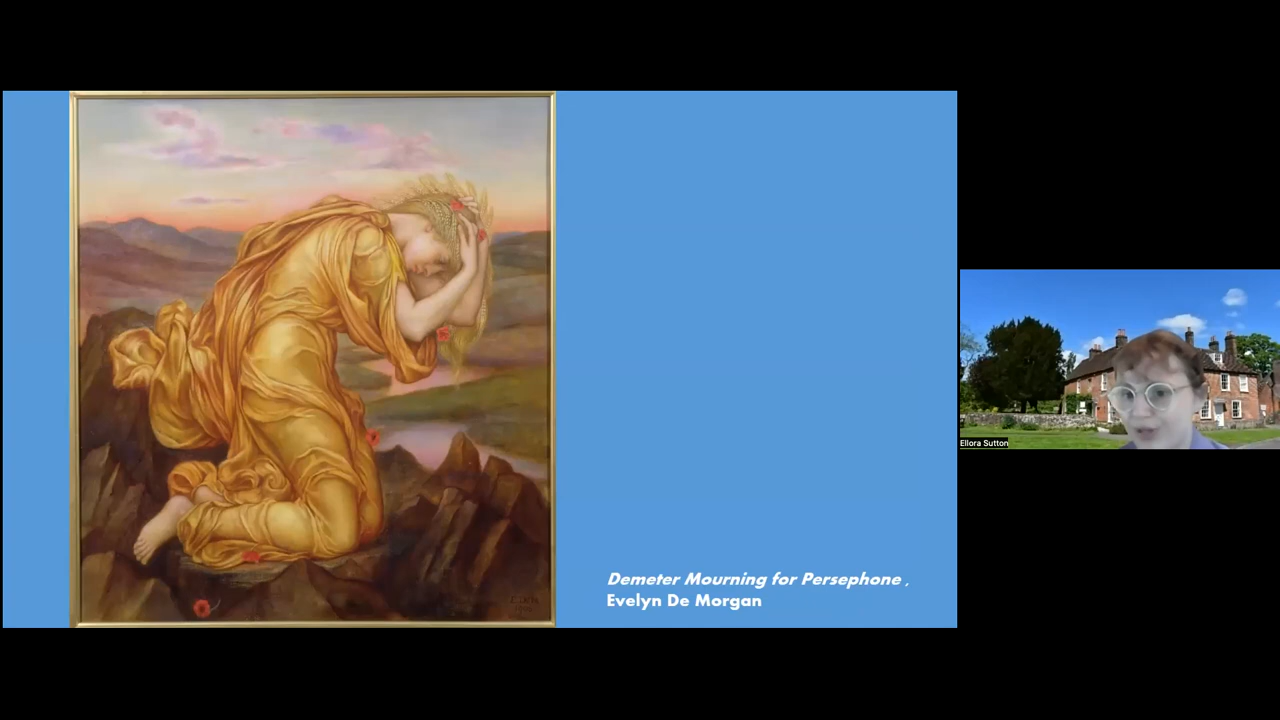 Demeter Mourning for Persephone ,
Evelyn De Morgan
Ellora Sutton